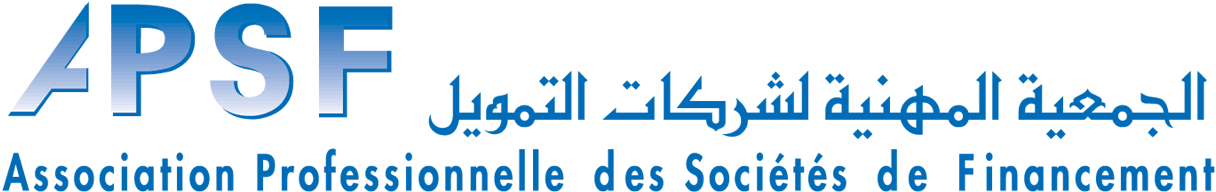 APSF
الجمعية المهنية لشركات التمويل
Association Professionnelle des Sociétés de Financement